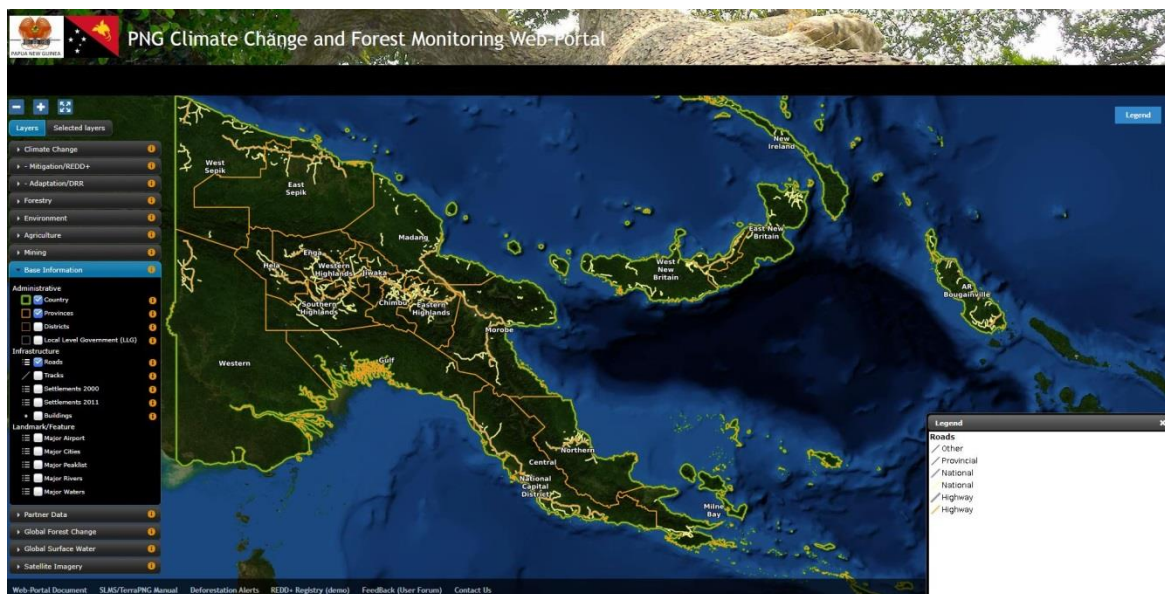 PAPUA NEW GUINEA
PNG Climate Change and Forest Monitoring Web-Portal
Layers
Selected layers
Legend
Climate Change
- Mitigation/REDD+
- Adaptation/DRR
Forestry
Environment
Agriculture
Mining
Base Information
Administrative
Country
Provinces
Districts
Local Level Government (LLG)
Infrastructure
Roads
Tracks
Settlements 2000
Settlements 2011
Buildings
Landmark/Feature
Major Airport
Major Cities
Major Peaklist
Major Rivers
Major Waters
Partner Data
Global Forest Change
Global Surface Water
Satellite Imagery
West
Sepik
East
Sepik
Madang
Enga
Hela
Western
Highlands
Jiwaka
Southern
Highlands
Chimbu
Eastern
Highlands
Morobe
Western
Gulf
Northern
Central
National
Capital
District
Milne
Bay
New
Ireland
East New
Britain
West
New
Britain
AR
Bougainville
Legend
Roads
Other
Provincial
National
National
Highway
Highway
Web-Portal Document
SLMS/TerraPNG Manual
Deforestation Alerts
REDD+ Registry (demo)
FeedBack (User Forum)
Contact Us